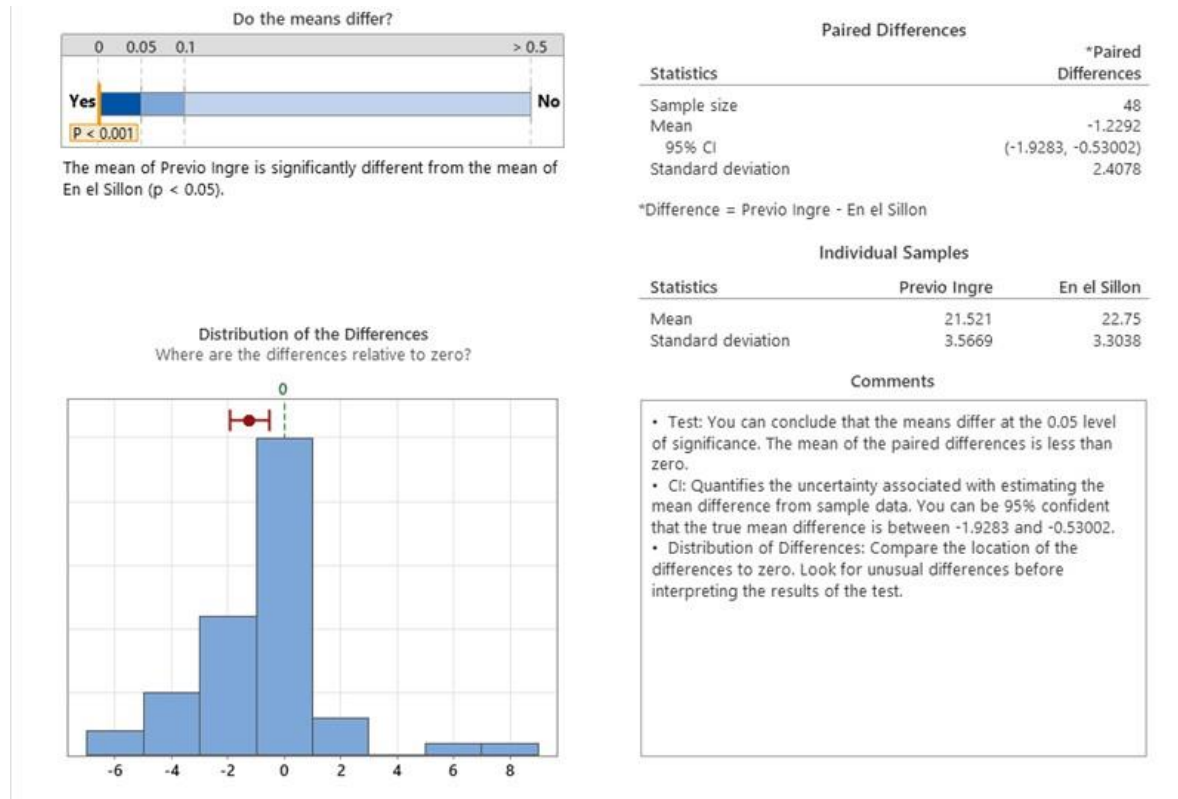 Do the means differ?
0 0.05 0.1 > 0.5
Yes No
P < 0.001
The mean of Previo Ingre is significantly different from the mean of
En el Sillon (p < 0.05).
Paired Differences
*Paired
Statistics Differences
Sample size 48
Mean -1.2292
95% CI (-1.9283, -0.53002)
Standard deviation 2.4078
*Difference = Previo Ingre - En el Sillon
Individual Samples
Statistics Previo Ingre En el Sillon
Mean 21.521 22.75
Standard deviation 3.5669 3.3038
Distribution of the Differences
Where are the differences relative to zero?
0
-6 -4 -2 0 2 4 6 8
Comments
• Test: You can conclude that the means differ at the 0.05 level
of significance. The mean of the paired differences is less than
zero.
• CI: Quantifies the uncertainty associated with estimating the
mean difference from sample data. You can be 95% confident
that the true mean difference is between -1.9283 and -0.53002.
• Distribution of Differences: Compare the location of the
differences to zero. Look for unusual differences before
interpreting the results of the test.